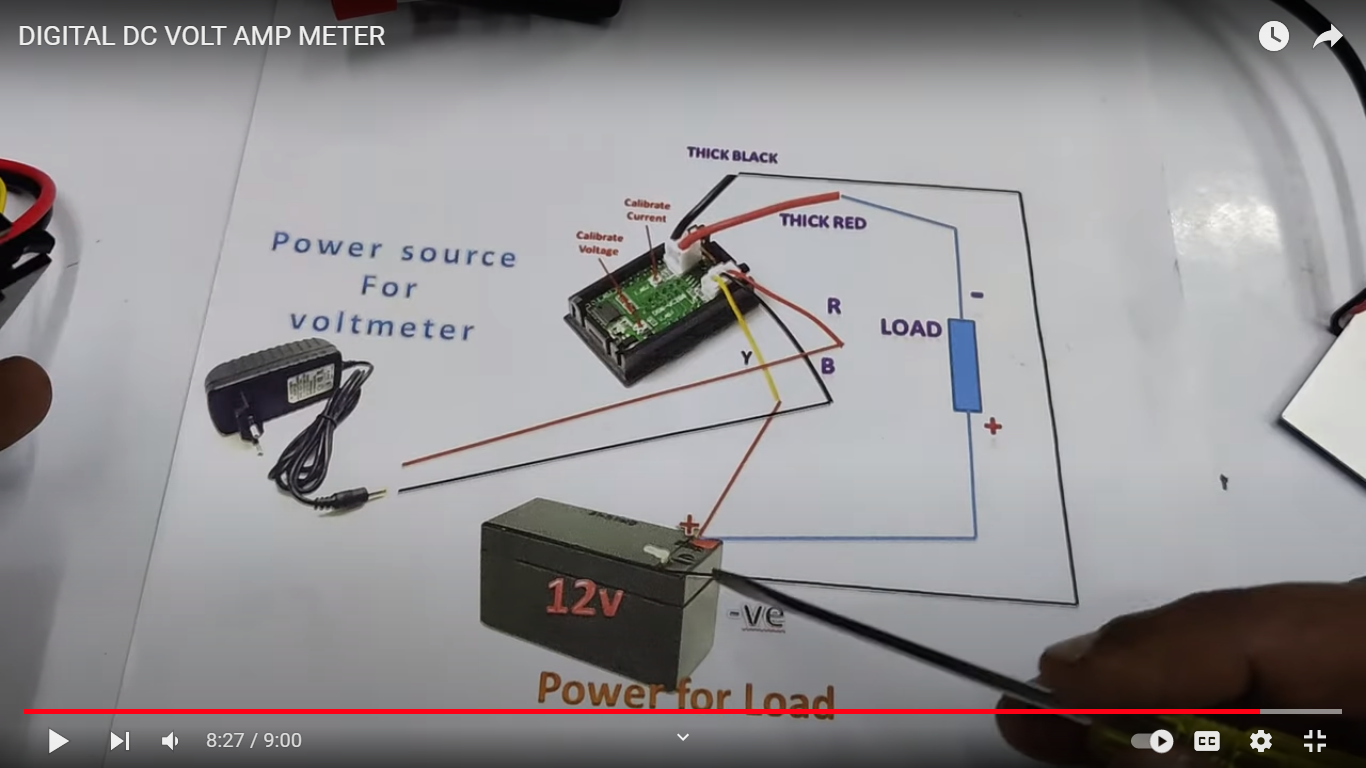 DIGITAL DC VOLT AMP METER
THICK BLACK
Calibrate
Current
THICK RED
Calibrate
Voltage
Power source
For
voltmeter
R
-
LOAD
Y
B
+
+
12v
-ve
Power for Load
8:27 / 9:00
CC